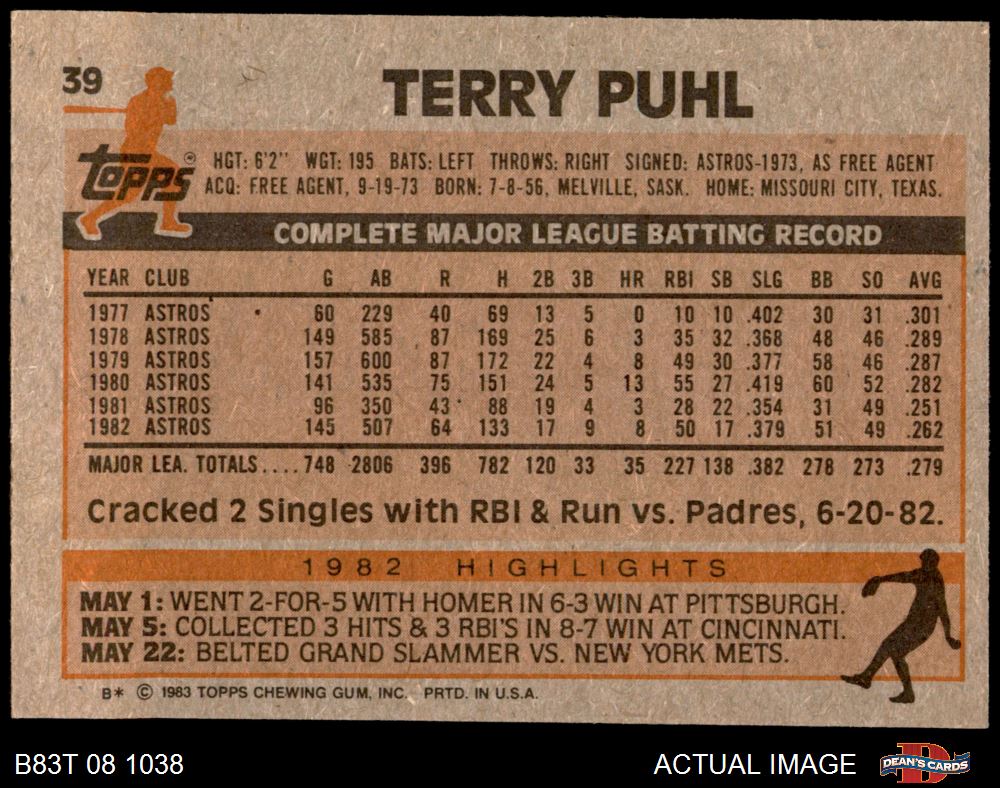 39
TERRY PUHL
Topps ®
HGT: 6'2" WGT: 195 BATS: LEFT THROWS: RIGHT SIGNED: ASTROS-1973, AS FREE AGENT
ACQ: FREE AGENT, 9-19-73 BORN: 7-8-56, MELVILLE, SASK. HOME: MISSOURI CITY, TEXAS.
COMPLETE MAJOR LEAGUE BATTING RECORD
YEAR CLUB G AB R H 2B 3B HR RBI SB SLG BB SO AVG
1977 ASTROS 60 229 40 69 13 5 0 10 10 .402 30 31 .301
1978 ASTROS 149 585 87 169 25 6 3 35 32 .368 48 46 .289
1979 ASTROS 157 600 87 172 22 4 8 49 30 .377 58 46 .287
1980 ASTROS 141 535 75 151 24 5 13 55 27 .419 60 52 .282
1981 ASTROS 96 350 43 88 19 4 3 28 22 .354 31 49 .251
1982 ASTROS 145 507 64 133 17 9 8 50 17 .379 51 49 .262
MAJOR LEA. TOTALS.... 748 2806 396 782 120 33 35 227 138 .382 278 273 .279
Cracked 2 Singles with RBI & Run vs. Padres, 6-20-82.
1982 HIGHLIGHTS
MAY 1: WENT 2-FOR-5 WITH HOMER IN 6-3 WIN AT PITTSBURGH.
MAY 5: COLLECTED 3 HITS & 3 RBI'S IN 8-7 WIN AT CINCINNATI.
MAY 22: BELTED GRAND SLAMMER VS. NEW YORK METS.
B* © 1983 TOPPS CHEWING GUM, INC. PRTD. IN U.S.A.
B83T 08 1038
ACTUAL IMAGE
D
DEAN'S CARDS